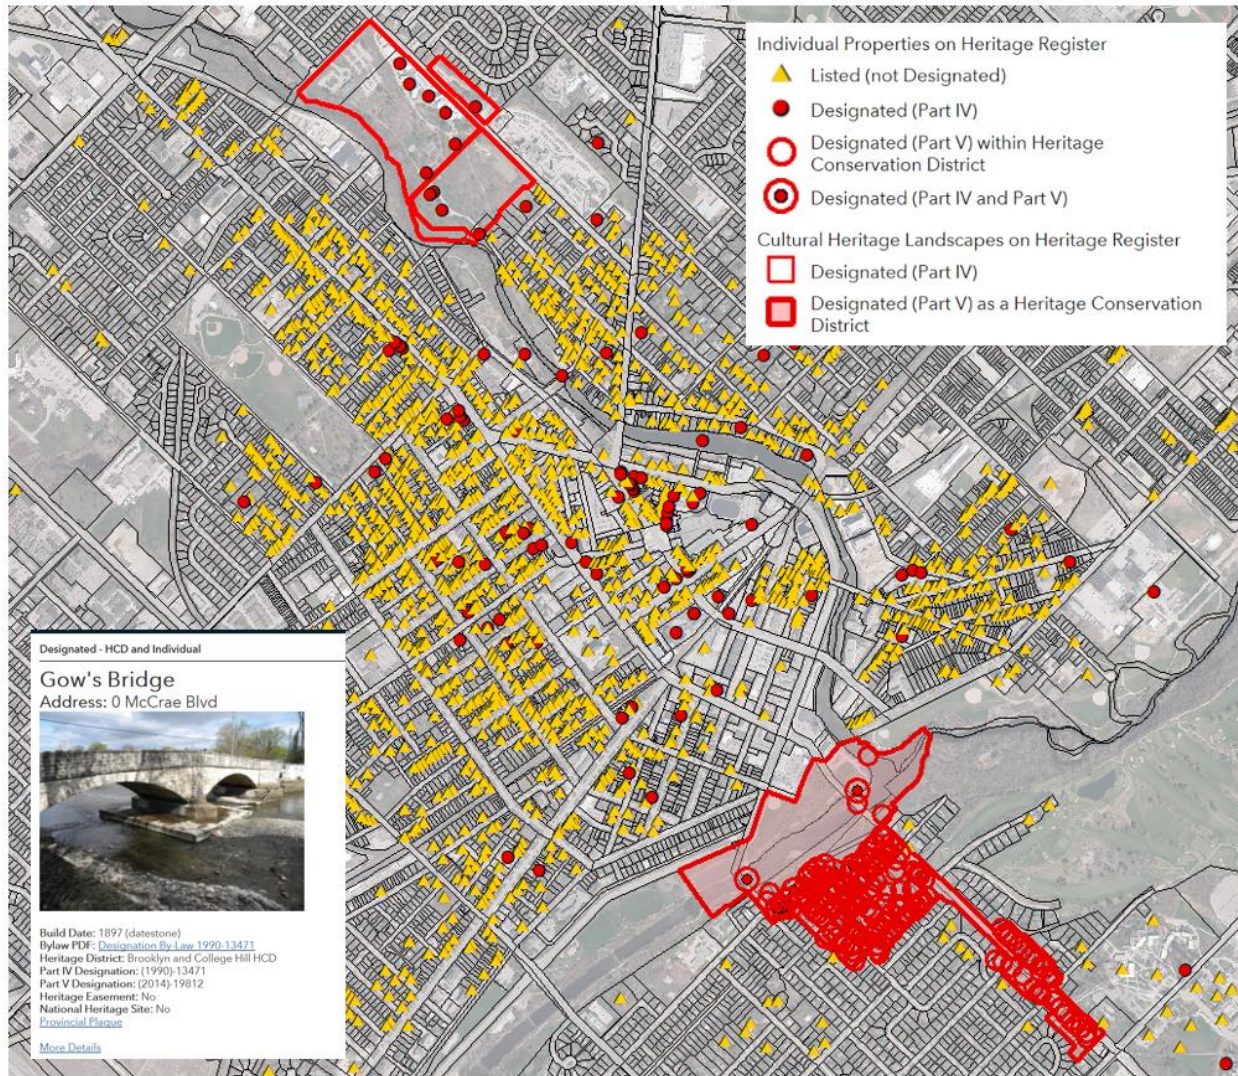 Individual Properties on Heritage Register
Listed (not Designated)
Designated (Part IV)
Designated (Part V) within Heritage
Conservation District
Designated (Part IV and Part V)
Cultural Heritage Landscapes on Heritage Register
Designated (Part IV)
Designated (Part V) as a Heritage Conservation
District
Designated - HCD and Individual
Gow's Bridge
Address: 0 McCrae Blvd
Build Date: 1897 (datestone)
Bylaw PDF: Designation By-Law 1990-13471
Heritage District: Brooklyn and College Hill HCD
Part IV Designation: (1990)-13471
Part V Designation: (2014)-19812
Heritage Easement: No
National Heritage Site: No
Provincial Plaque
More Details